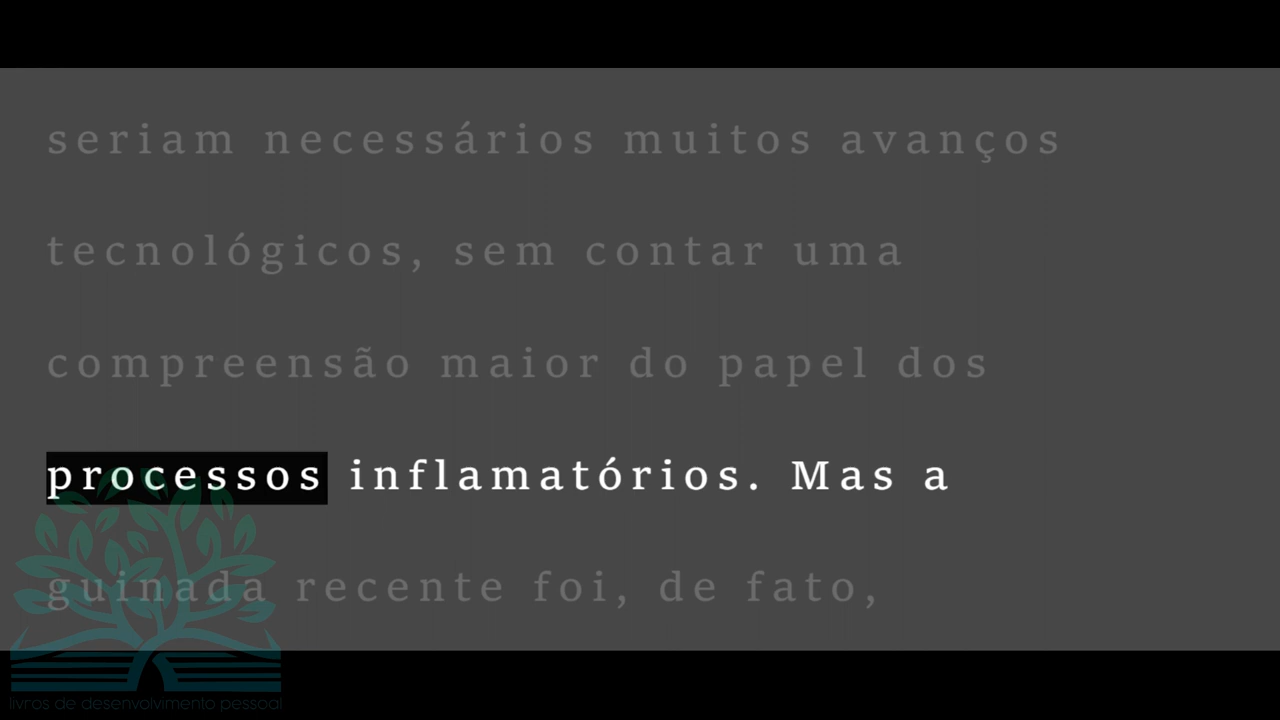 seriam necessários muitos avanços
tecnológicos, sem contar uma
compreensão maior do papel dos
processos inflamatórios. Mas a
guinada recente foi, de fato,
livros de desenvolvimento pessoal